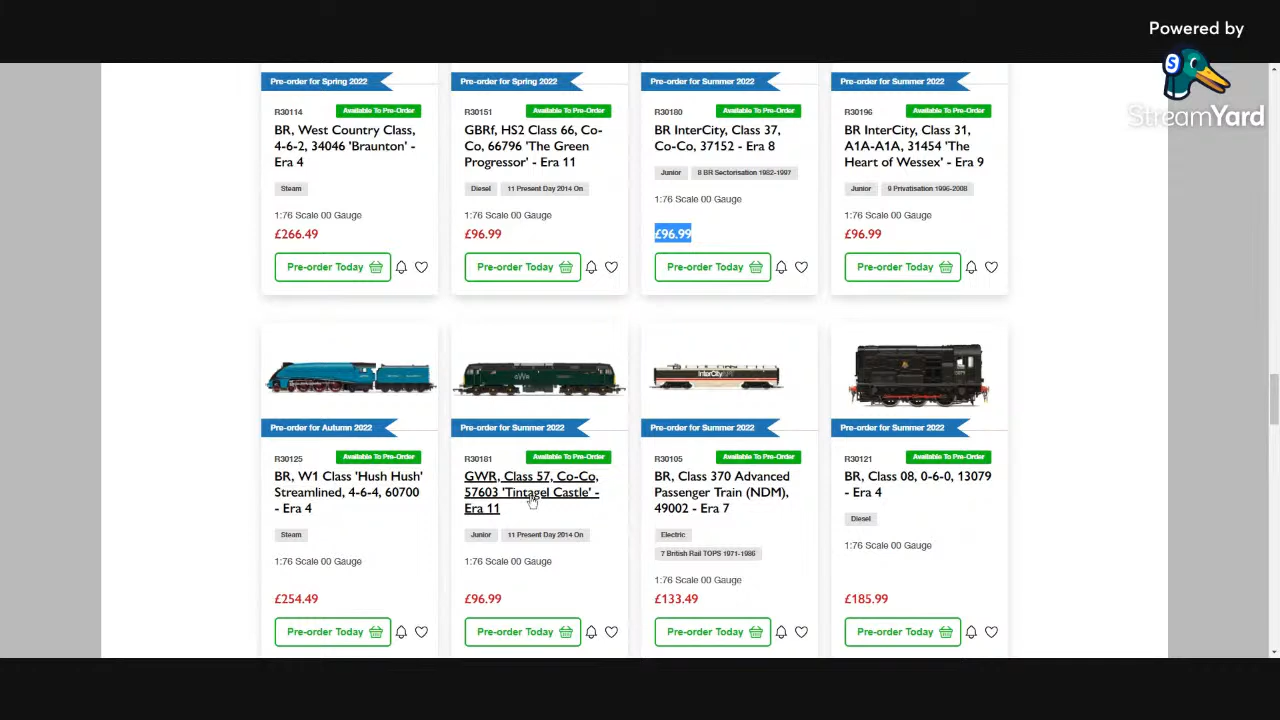 Powered by
StreamYard
Pre-order for Spring 2022
R30114
Available To Pre-Order
BR, West Country Class,
4-6-2, 34046 'Braunton' -
Era 4
Steam
1:76 Scale 00 Gauge
£266.49
Pre-order Today
Pre-order for Spring 2022
R30151
Available To Pre-Order
GBRf, HS2 Class 66, Co-
Co, 66796 'The Green
Progressor' - Era 11
Diesel
11 Present Day 2014 On
1:76 Scale 00 Gauge
£96.99
Pre-order Today
Pre-order for Summer 2022
R30180
Available To Pre-Order
BR InterCity, Class 37,
Co-Co, 37152 - Era 8
Junior
8 BR Sectorisation 1982-1997
1:76 Scale 00 Gauge
£96.99
Pre-order Today
Pre-order for Summer 2022
R30196
Available To Pre-Order
BR InterCity, Class 31,
A1A-A1A, 31454 'The
Heart of Wessex' - Era 9
Junior
9 Privatisation 1996-2008
1:76 Scale 00 Gauge
£96.99
Pre-order Today
Pre-order for Autumn 2022
R30125
Available To Pre-Order
BR, W1 Class 'Hush Hush'
Streamlined, 4-6-4, 60700
- Era 4
Steam
1:76 Scale 00 Gauge
£254.49
Pre-order Today
GWR
Pre-order for Summer 2022
R30181
Available To Pre-Order
GWR, Class 57, Co-Co,
57603 'Tintagel Castle' -
Era 11
Junior
11 Present Day 2014 On
1:76 Scale 00 Gauge
£96.99
Pre-order Today
InterCity
Pre-order for Summer 2022
R30105
Available To Pre-Order
BR, Class 370 Advanced
Passenger Train (NDM),
49002 - Era 7
Electric
7 British Rail TOPS 1971-1986
1:76 Scale 00 Gauge
£133.49
Pre-order Today
Pre-order for Summer 2022
R30121
Available To Pre-Order
BR, Class 08, 0-6-0, 13079
- Era 4
Diesel
1:76 Scale 00 Gauge
£185.99
Pre-order Today